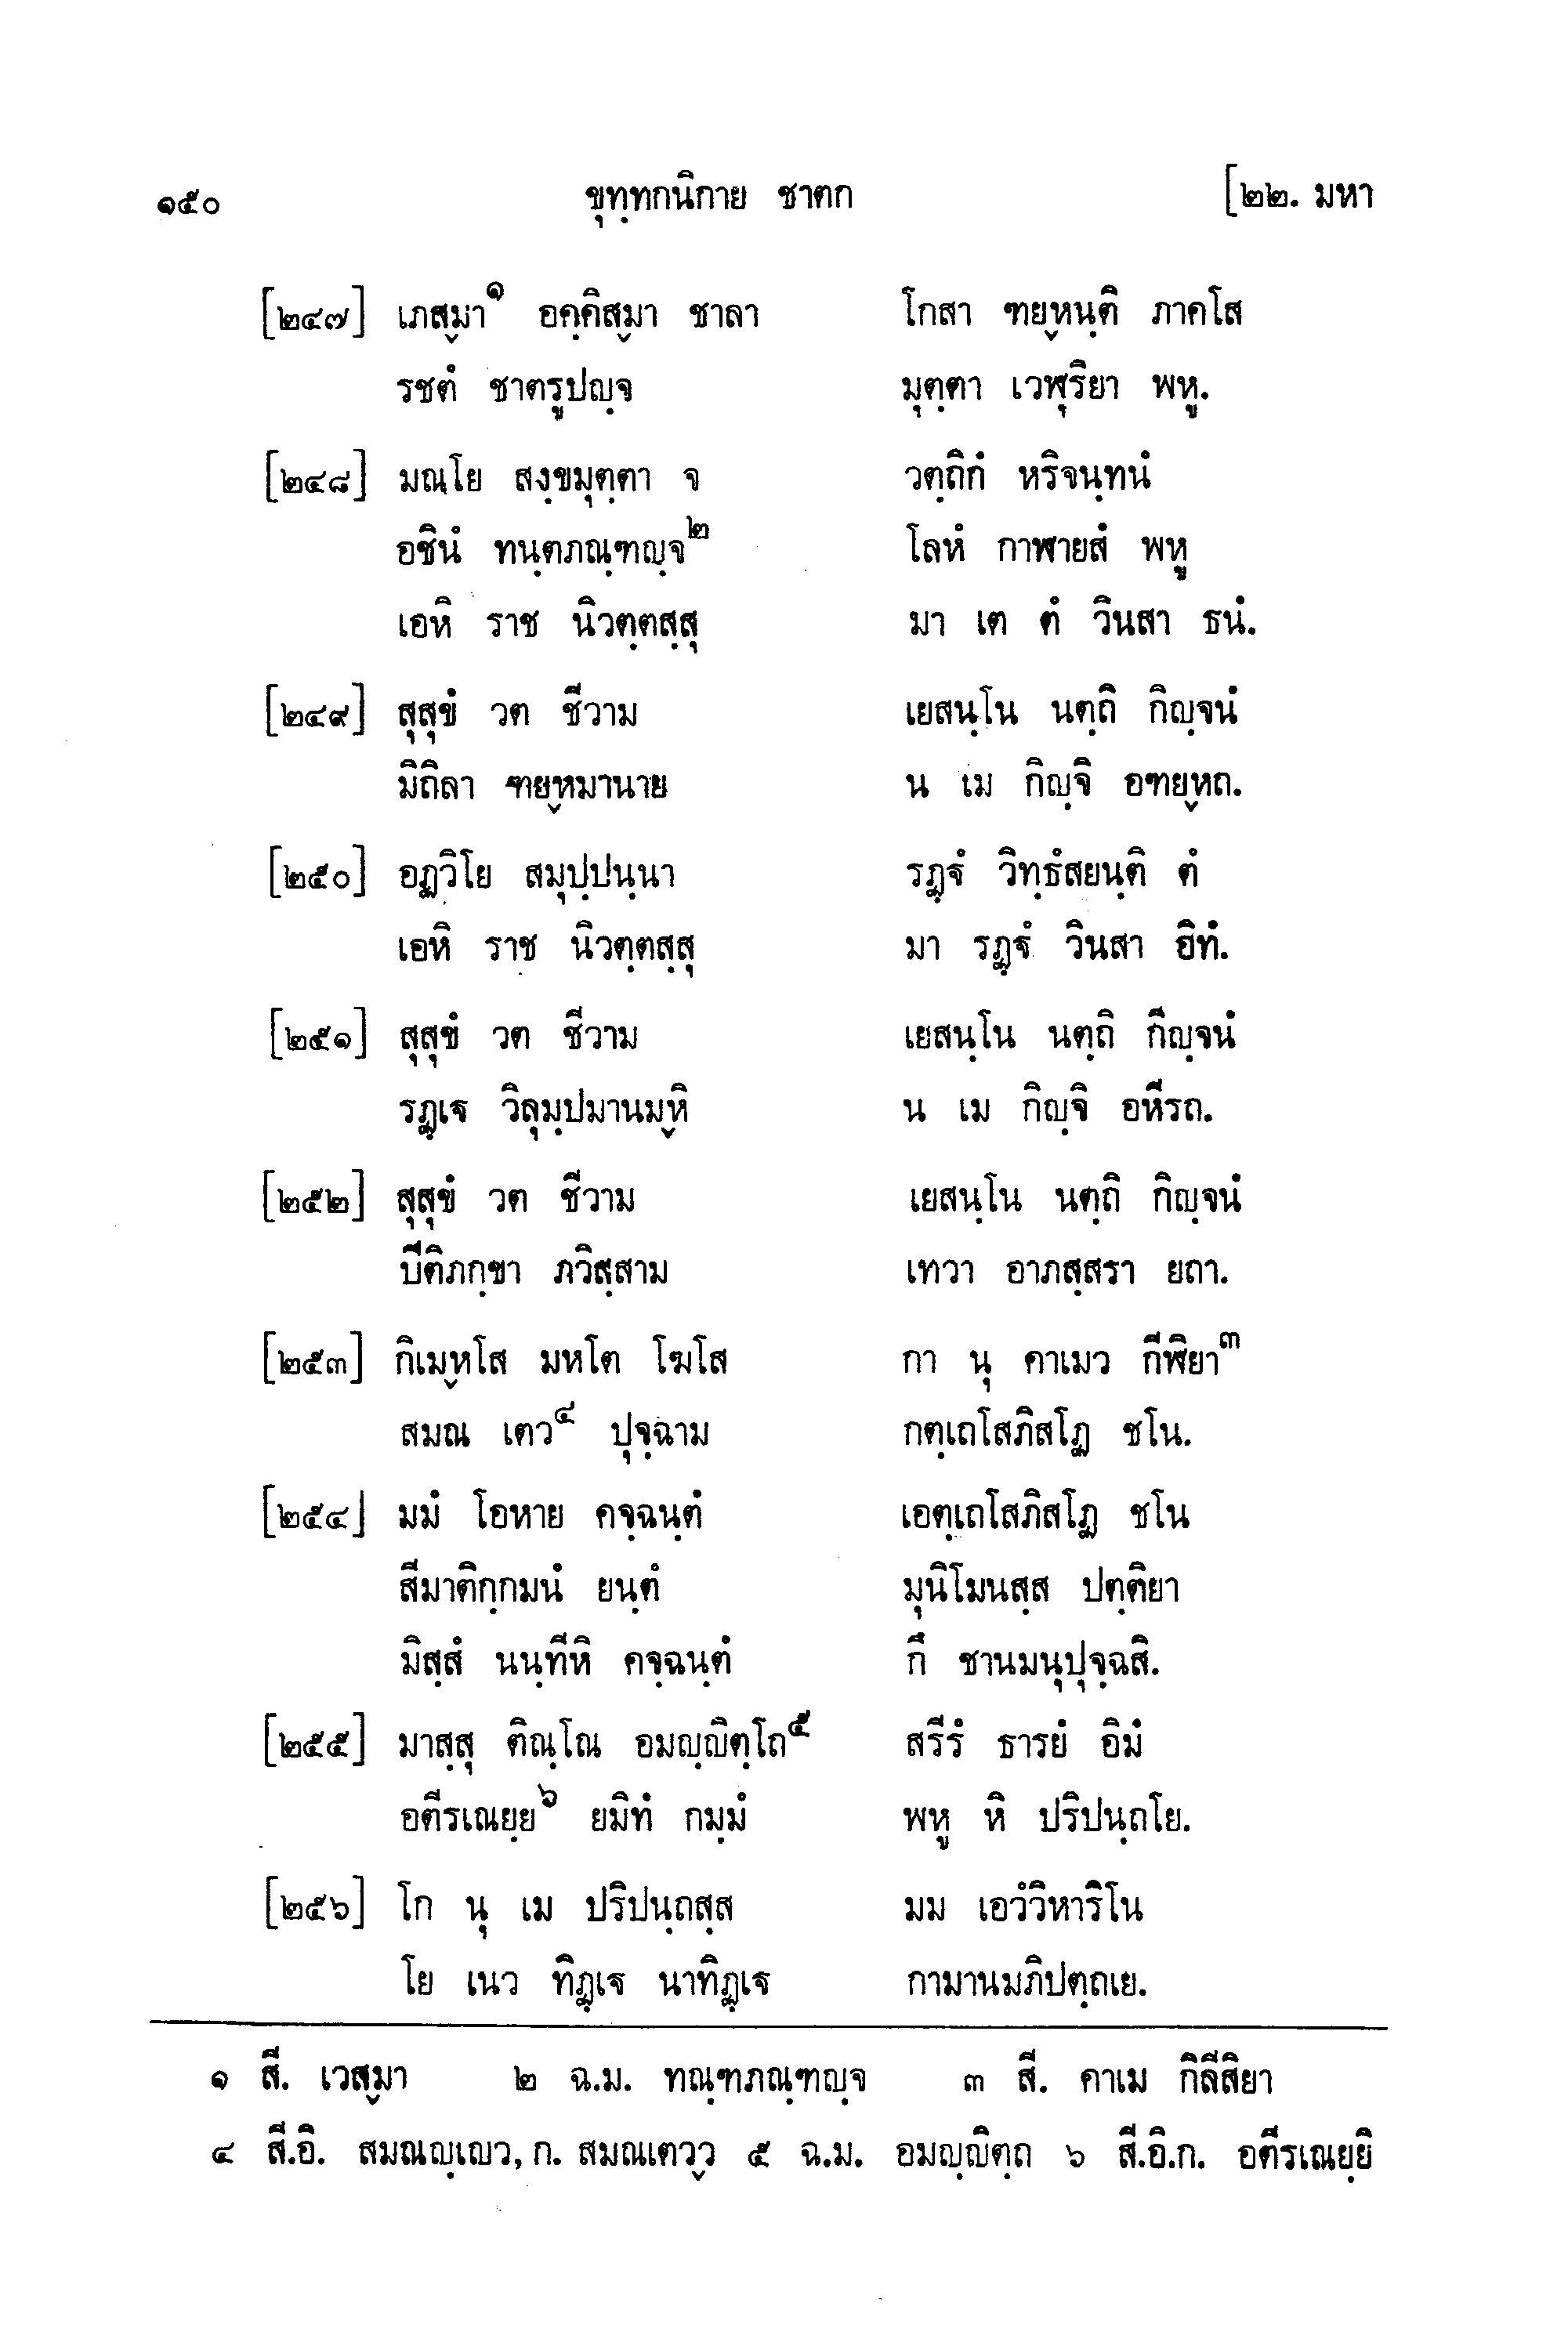 ๑๕๐ ขุทฺทกนิกาย ชาตก [๒๒. มหา
[๒๔๗] เภสฺมา๑ อคฺคิสฺมา ชาลา โกสา ฑยฺหนฺติ ภาคโส
รชตํ ชาตรูปญฺจ มุตฺตา เวฬุริยา พหู.
[๒๔๘] มณโย สงฺขมุตฺตา จ วตฺถิกํ หริจนฺทนํ
อชินํ ทนฺตภณฺฑญฺจ๒ โลหํ กาฬายสํ พหู
เอหิ ราช นิวตฺตสฺสุ มา เต ตํ วินสา ธนํ.
[๒๔๙] สุสุขํ วต ชีวาม เยสนฺโน นตฺถิ กิญฺจนํ
มิถิลา ฑยฺหมานาย น เม กิญฺจิ อฑยฺหถ.
[๒๕๐] อฏวิโย สมุปฺปนฺนา รฏฺฐํ วิทฺธํสยนฺติ ตํ
เอหิ ราช นิวตฺตสฺสุ มา รฏฺฐํ วินสา อิทํ.
[๒๕๑] สุสุขํ วต ชีวาม เยสนฺโน นตฺถิ กิญฺจนํ
รฏฺเฐ วิลุมฺปมานมฺหิ น เม กิญฺจิ อหีรถ.
[๒๕๒] สุสุขํ วต ชีวาม เยสนฺโน นตฺถิ กิญฺจนํ
ปีติภกฺขา ภวิสฺสาม เทวา อาภสฺสรา ยถา.
[๒๕๓] กิเมฺหโส มหโต โฆโส กา นุ คาเมว กีฬิยา๓
สมณ เตว๔ ปุจฺฉาม กตฺเถโสภิสโฏ ชโน.
[๒๕๔] มมํ โอหาย คจฺฉนฺตํ เอตฺเถโสภิสโฏ ชโน
สีมาติกฺกมนํ ยนฺตํ มุนิโมนสฺส ปตฺติยา
มิสฺสํ นนฺทีหิ คจฺฉนฺตํ กึ ชานมนุปุจฺฉสิ.
[๒๕๕] มาสฺสุ ติณฺโณ อมญฺญิตฺโถ๕ สรีรํ ธารยํ อิมํ
อตีรเณยฺย๖ ยมิทํ กมฺมํ พหู หิ ปริปนฺถโย.
[๒๕๖] โก นุ เม ปริปนฺถสฺส มม เอวํวิหาริโน
โย เนว ทิฏฺเฐ นาทิฏฺเฐ กามานมภิปตฺถเย.
๑ สี. เวสฺมา ๒ ฉ.ม. ทณฺฑภณฺฑญฺจ ๓ สี. คาเม กิลีสิยา
๔ สี.อิ. สมณญฺเญว, ก. สมณเตวฺว ๕ ฉ.ม. อมญฺญิตฺถ ๖ สี.อิ.ก. อตีรเณยฺยิ